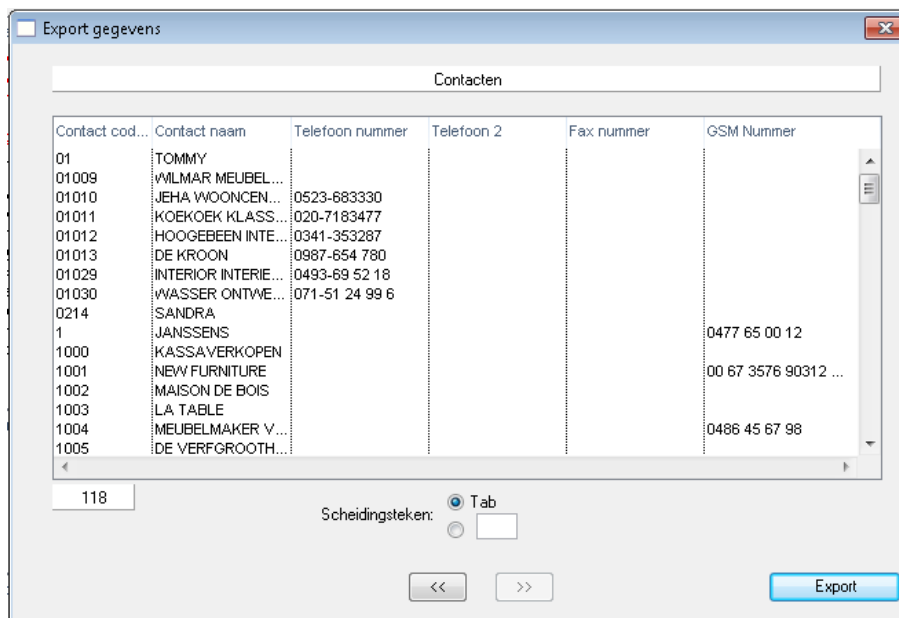 Export gegevens
Contacten
Contact cod... Contact naam Telefoon nummer Telefoon 2 Fax nummer GSM Nummer
01 TOMMY
01009 WILMAR MEUBEL...
01010 JEHA WOONCEN... 0523-683330
01011 KOEKOEK KLASS... 020-7183477
01012 HOOGEBEEN INTE... 0341-353287
01013 DE KROON 0987-654 780
01029 INTERIOR INTERIE... 0493-69 52 18
01030 WASSER ONTWE... 071-51 24 99 6
0214 SANDRA
1 JANSSENS 0477 65 00 12
1000 KASSAVERKOPEN
1001 NEW FURNITURE 00 67 3576 90312 ...
1002 MAISON DE BOIS
1003 LA TABLE
1004 MEUBELMAKER V... 0486 45 67 98
1005 DE VERFGROOTH...
118
Scheidingsteken: Tab
<< >> Export